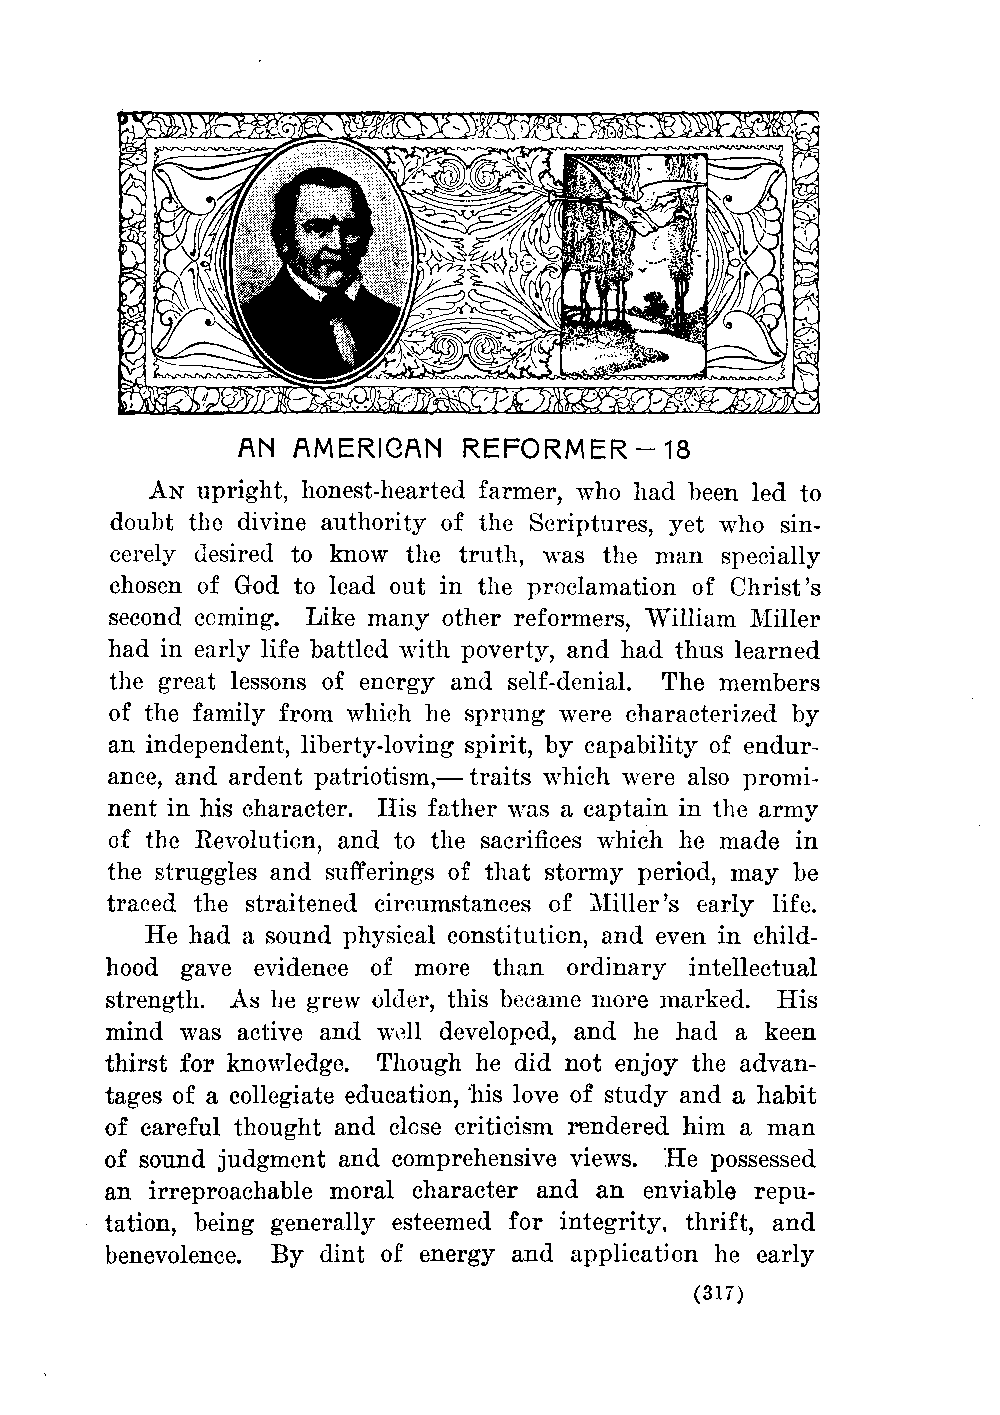 AN AMERICAN REFORMER — 18
AN upright, honest-hearted farmer, who had been led to
doubt the divine authority of the Scriptures, yet who sin-
cerely desired to know the truth, was the man specially
chosen of God to lead out in the proclamation of Christ's
second coming. Like many other reformers, William Miller
had in early life battled with poverty, and had thus learned
the great lessons of energy and self-denial. The members
of the family from which he sprung were characterized by
an independent, liberty-loving spirit, by capability of endur-
ance, and ardent patriotism,— traits which were also promi-
nent in his character. His father was a captain in the army
of the Revolution, and to the sacrifices which he made in
the struggles and sufferings of that stormy period, may be
traced the straitened circumstances of Miller's early life.
He had a sound physical constitution, and even in child-
hood gave evidence of more than ordinary intellectual
strength. As he grew older, this became more marked. His
mind was active and well developed, and he had a keen
thirst for knowledge. Though he did not enjoy the advan-
tages of a collegiate education, his love of study and a habit
of careful thought and close criticism rendered him a man
of sound judgment and comprehensive views. He possessed
an irreproachable moral character and an enviable repu-
tation, being generally esteemed for integrity, thrift, and
benevolence. By dint of energy and application he early
(317)